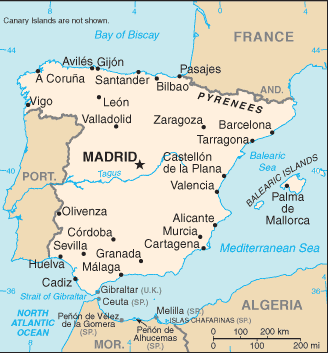 Canary Islands are not shown.
44
Bay of Biscay
FRANCE
44
Avilés
Gijón
A Coruña
Santander
Bilbao
Pasajes
PYRENEES
AND.
Vigo
León
Valladolid
Zaragoza
Barcelona
Tarragona
MADRID
Castellón
de la Plana
Balearic
Sea
PORT.
40
Tagus
40
Valencia
BALEARIC ISLANDS
Palma
de
Mallorca
Olivenza
Alicante
Córdoba
Murcia
Sevilla
Cartagena
Mediterranean Sea
Granada
Huelva
Málaga
Cadiz
36
Strait of Gibraltar
Gibraltar (U.K.)
Ceuta (SP.)
ALGERIA
NORTH
ATLANTIC
OCEAN
Peñón de Vélez
de la Gomera (SP.)
Melilla (SP.)
ISLAS CHAFARINAS (SP.)
Peñón de
Alhucemas
(SP.)
MOR.
0 100 200 km
0 100 200 mi